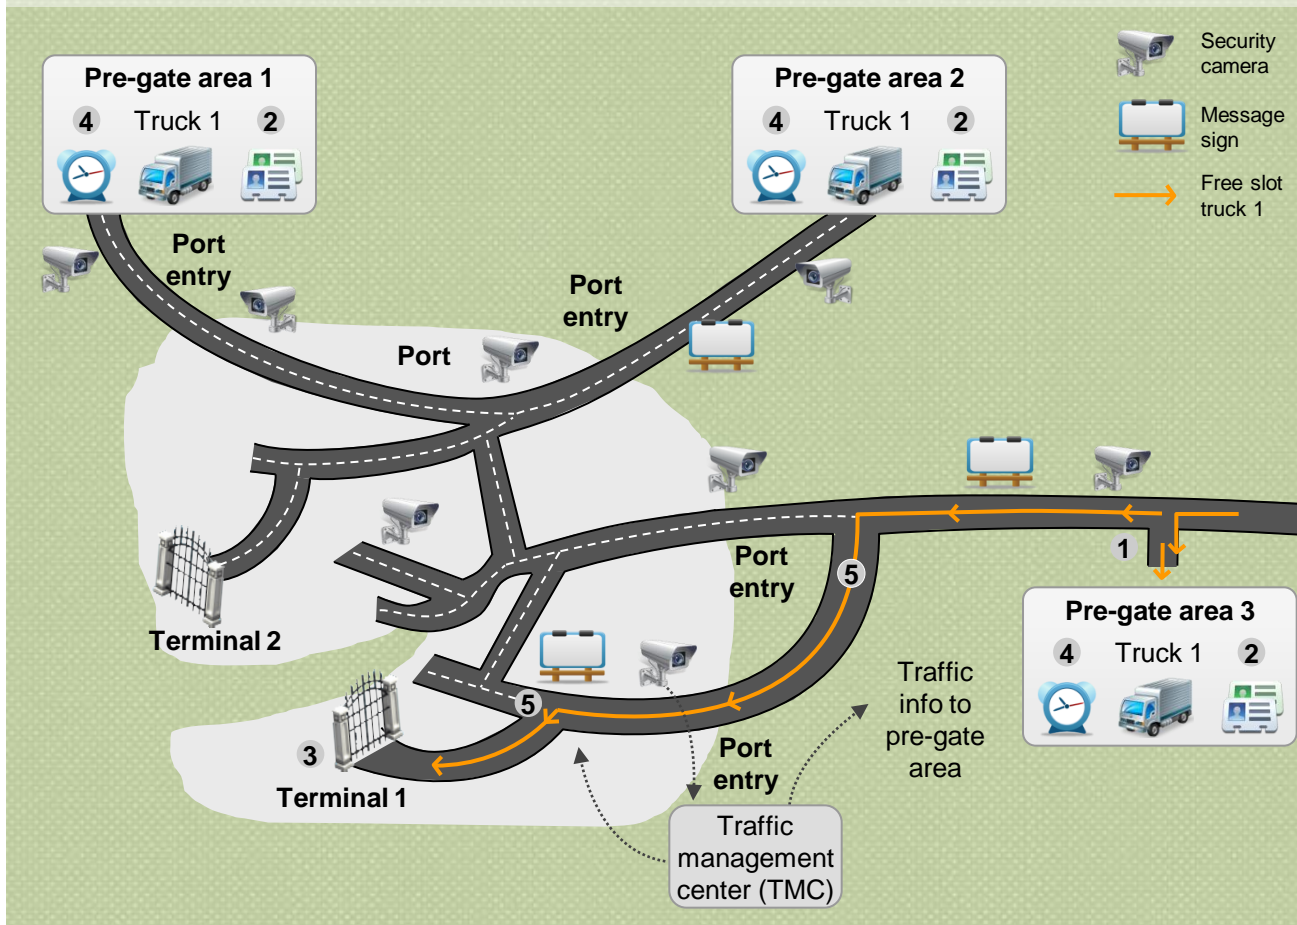 Security
camera
Message
sign
Free slot
truck 1
Pre-gate area 1
4 Truck 1 2
Pre-gate area 2
4 Truck 1 2
Port
entry
Port
entry
Port
1
Port
entry
5
Pre-gate area 3
4 Truck 1 2
Terminal 2
Traffic
info to
pre-gate
area
5
3
Port
entry
Terminal 1
Traffic
management
center (TMC)